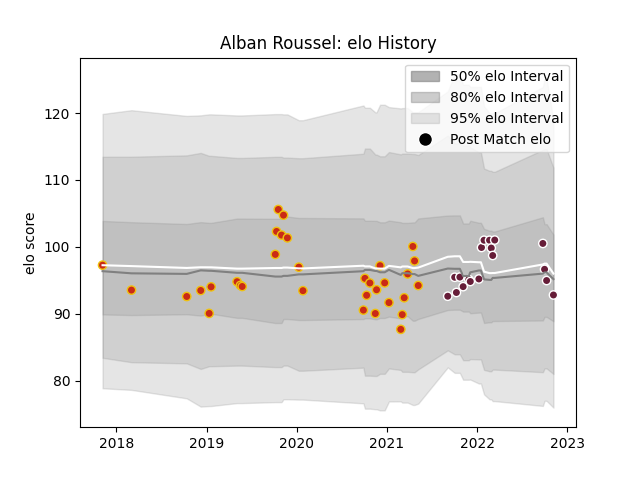 Alban Roussel: elo History
50% elo Interval
80% elo Interval
95% elo Interval
Post Match elo
elo score
120
110
100
90
80
2018
2019
2020
2021
2022
2023